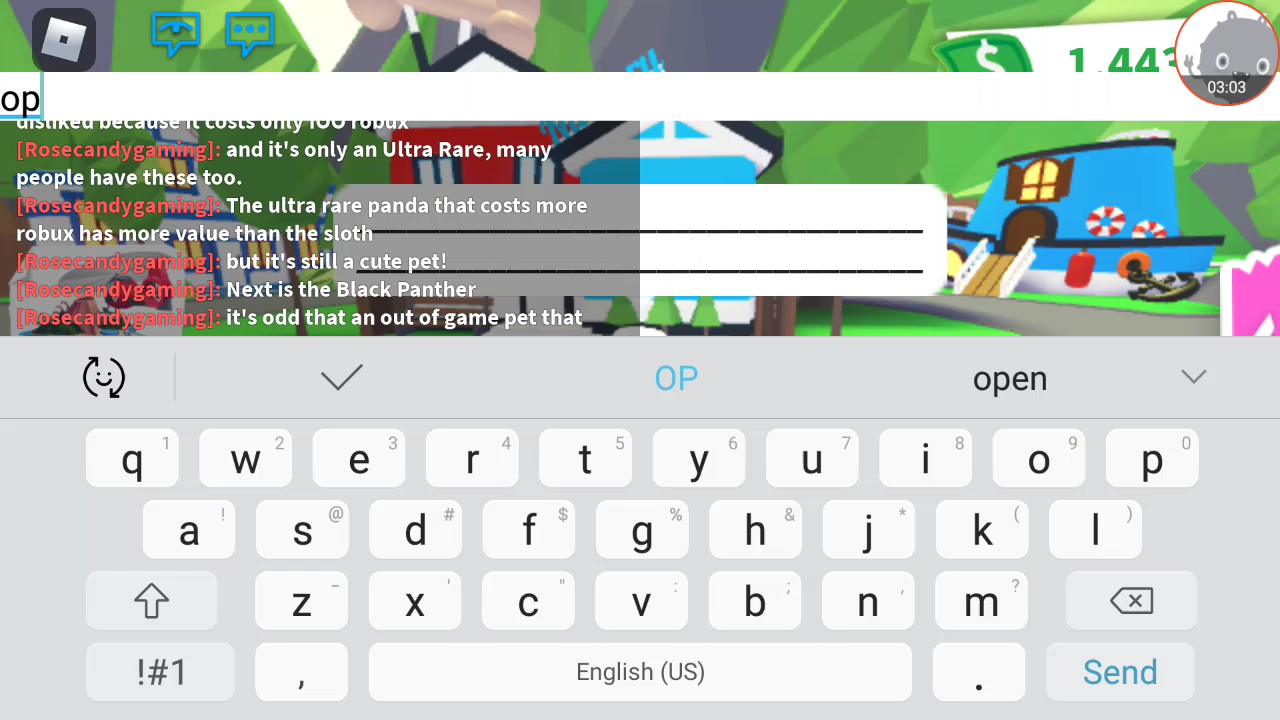 1,443
03:03
op
disliked because it costs only 100 robux
[Rosecandygaming]: and it's only an Ultra Rare, many
people have these too.
[Rosecandygaming]: The ultra rare panda that costs more
robux has more value than the sloth
[Rosecandygaming]: but it's still a cute pet!
[Rosecandygaming]: Next is the Black Panther
[Rosecandygaming]: it's odd that an out of game pet that
OP open
q 1 w 2 e 3 r 4 t 5 y 6 u 7 i 8 o 9 p 0
a ! s @ d # f $ g % h & j * k ( l )
z - x ' c " v : b ; n , m ?
!#1 , English (US) . Send